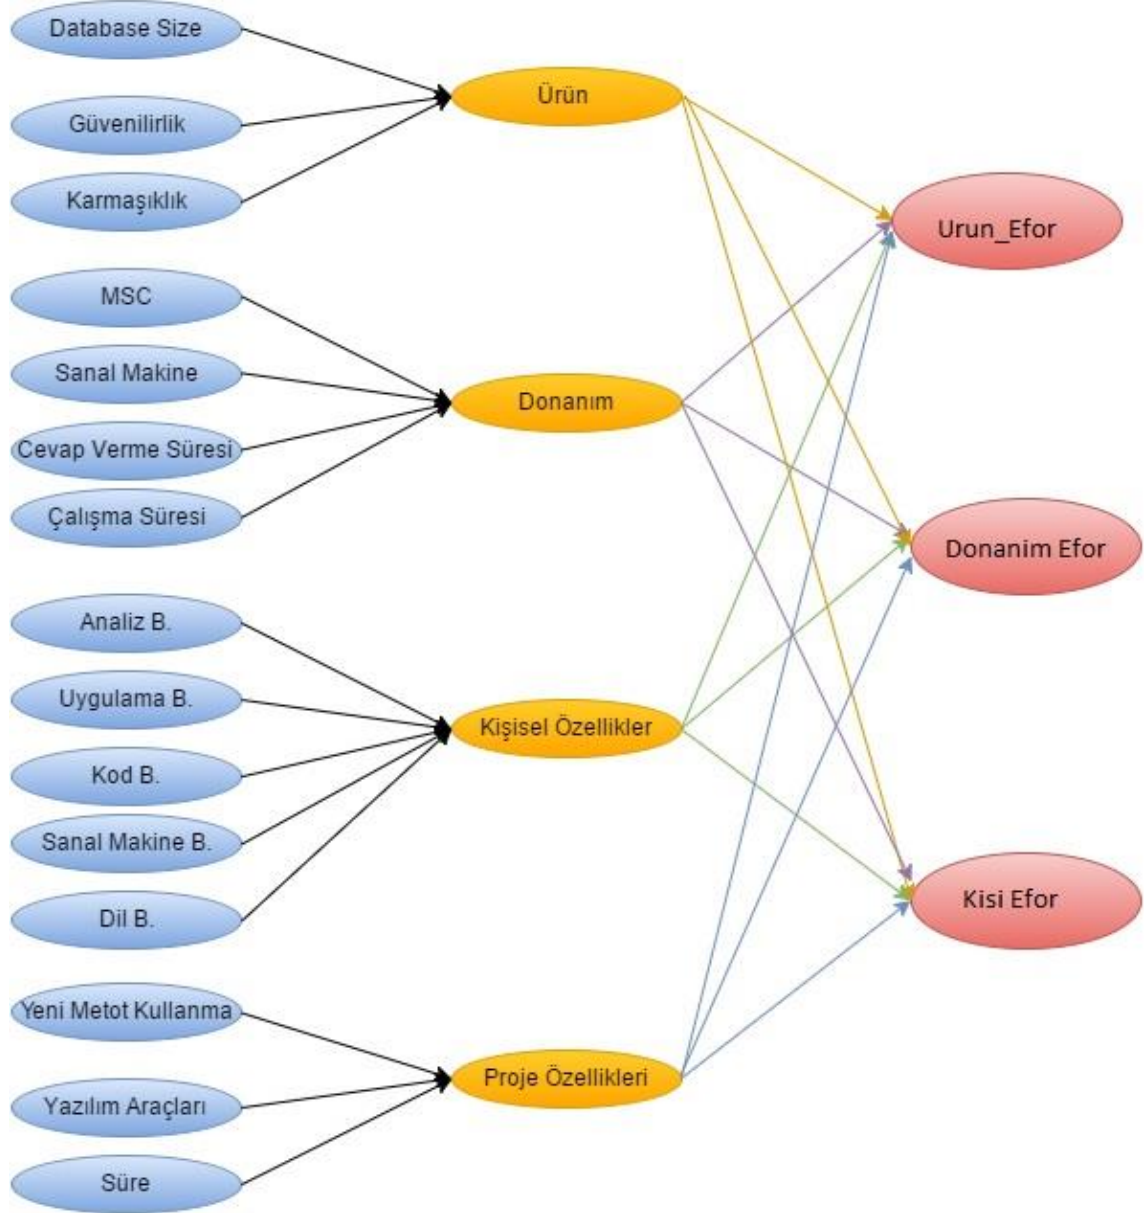 Database Size
Güvenilirlik
Karmaşıklık
MSC
Sanal Makine
Cevap Verme Süresi
Çalışma Süresi
Analiz B.
Uygulama B.
Kod B.
Sanal Makine B.
Dil B.
Yeni Metot Kullanma
Yazılım Araçları
Süre
Ürün
Donanım
Kişisel Özellikler
Proje Özellikleri
Urun_Efor
Donanim Efor
Kisi Efor